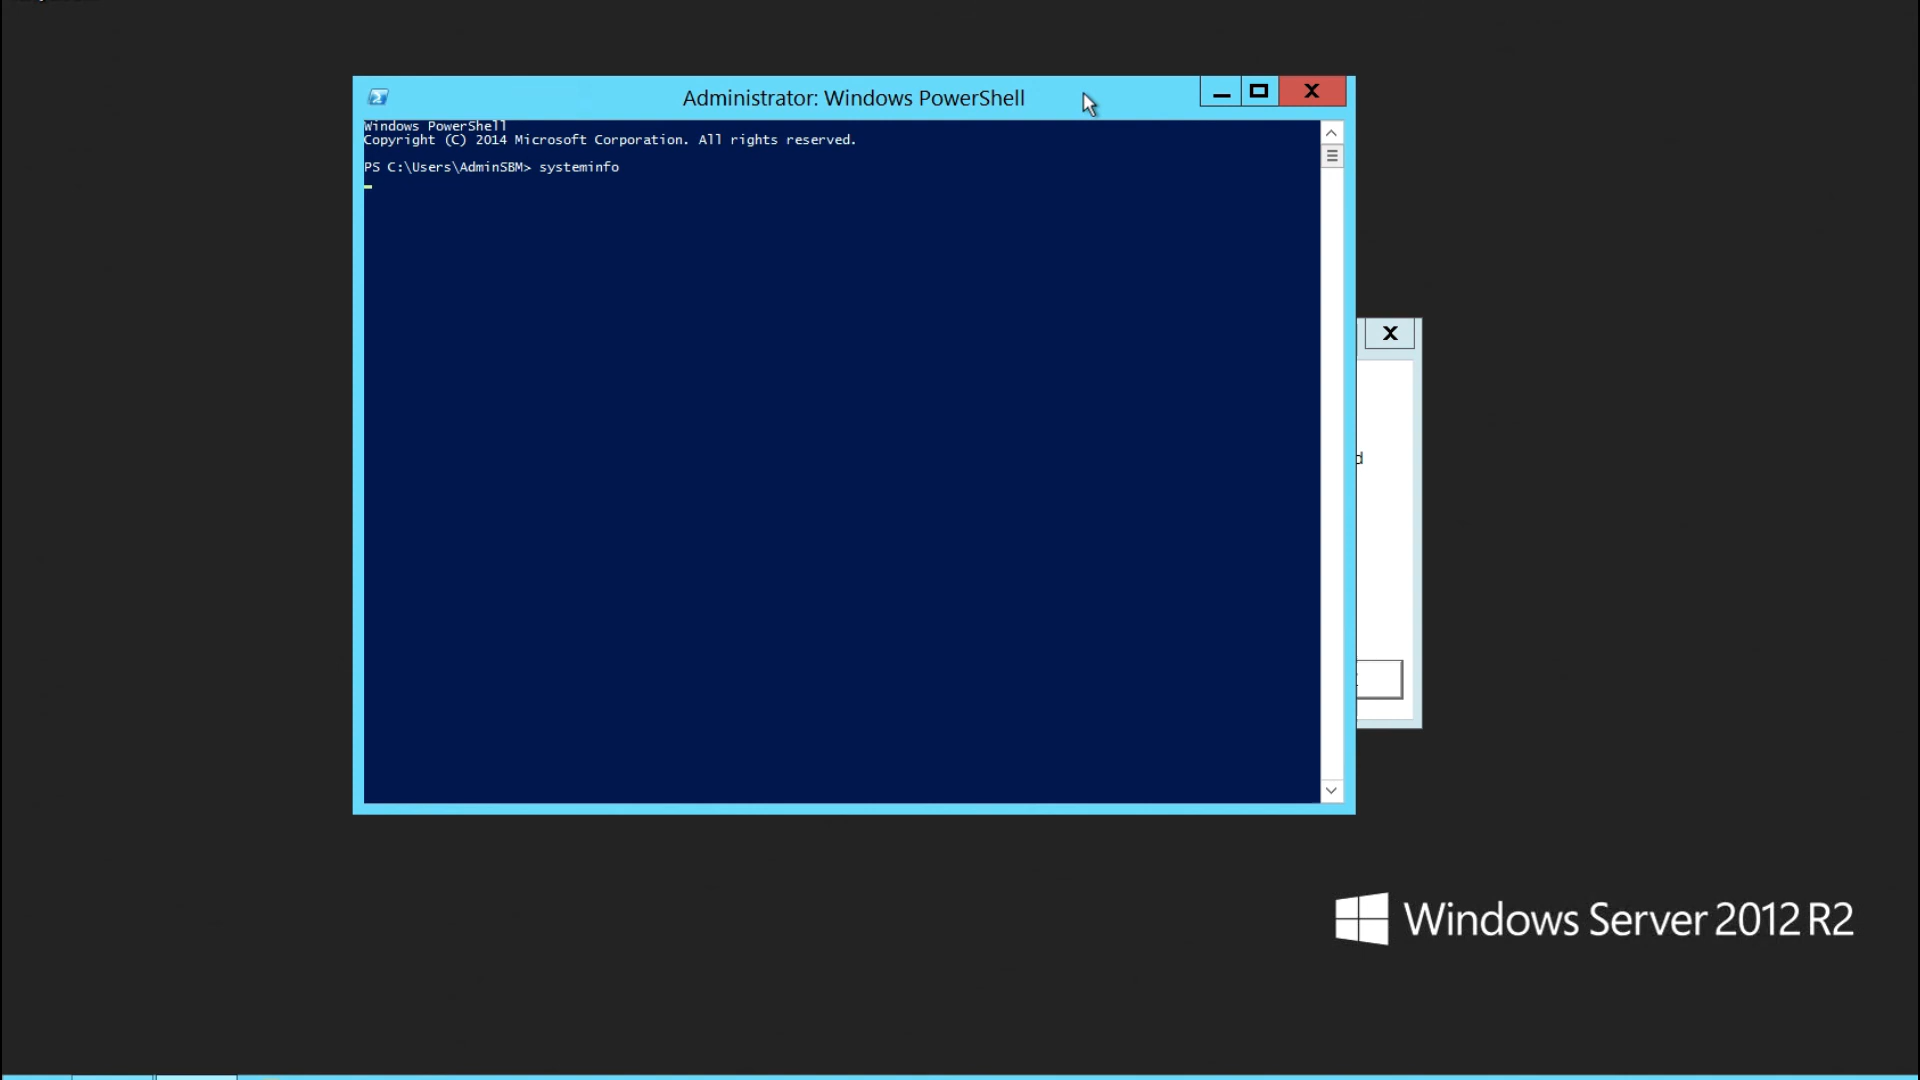 Administrator: Windows PowerShell
Windows PowerShell
Copyright (C) 2014 Microsoft Corporation. All rights reserved.
PS C:\Users\AdminSBM> systeminfo
d
Windows Server 2012 R2